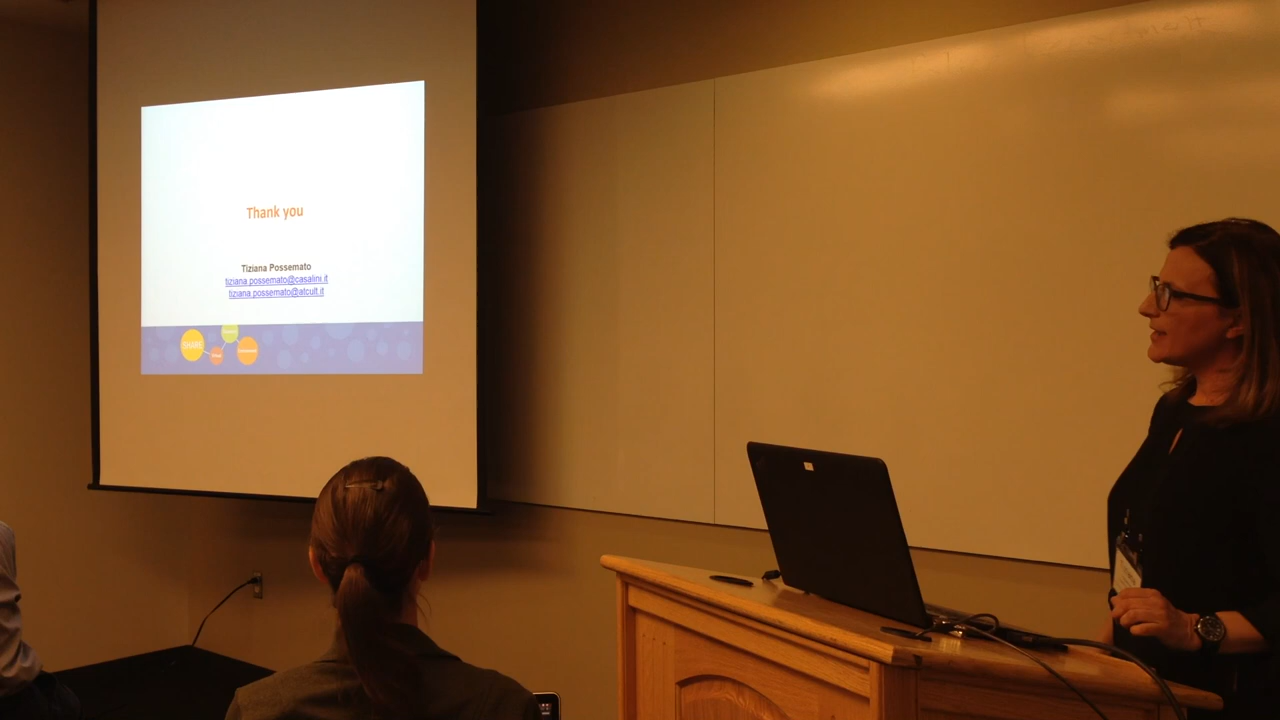 Thank you
Tiziana Possemato
tiziana.possemato@casalini.it
tiziana.possemato@atcult.it
SHARE